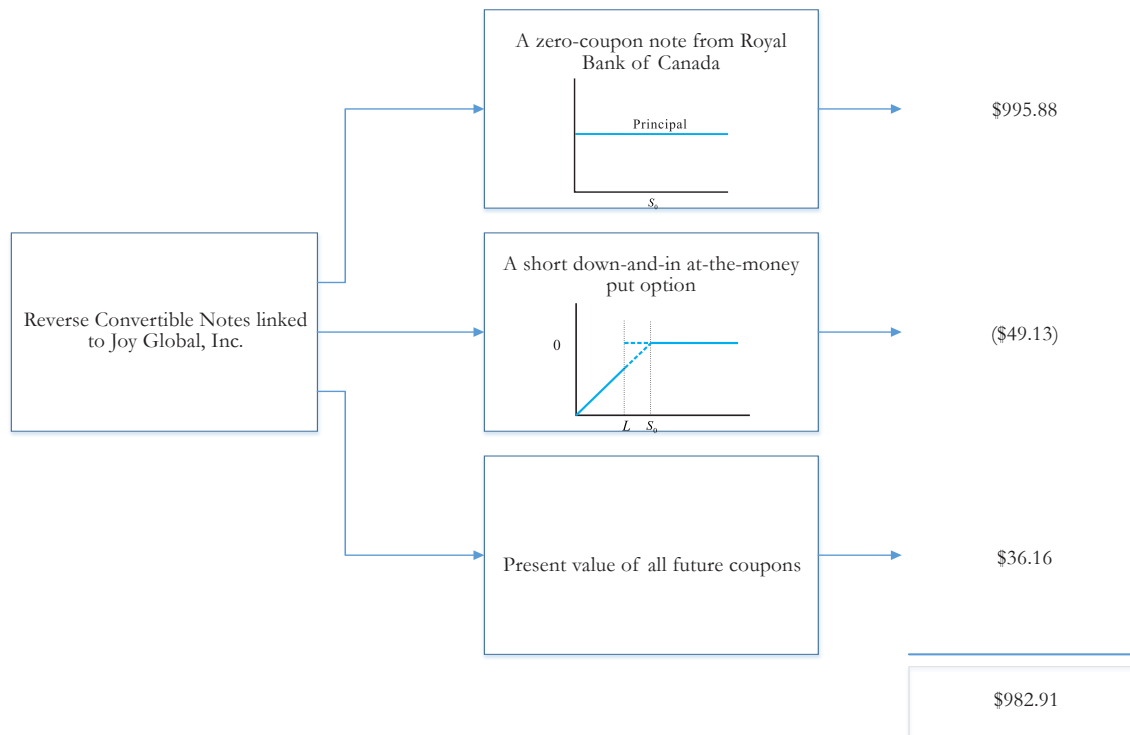 A zero-coupon note from Royal
Bank of Canada
Principal
$995.88
S₀
Reverse Convertible Notes linked
to Joy Global, Inc.
A short down-and-in at-the-money
put option
0
($49.13)
L S₀
Present value of all future coupons
$36.16
$982.91